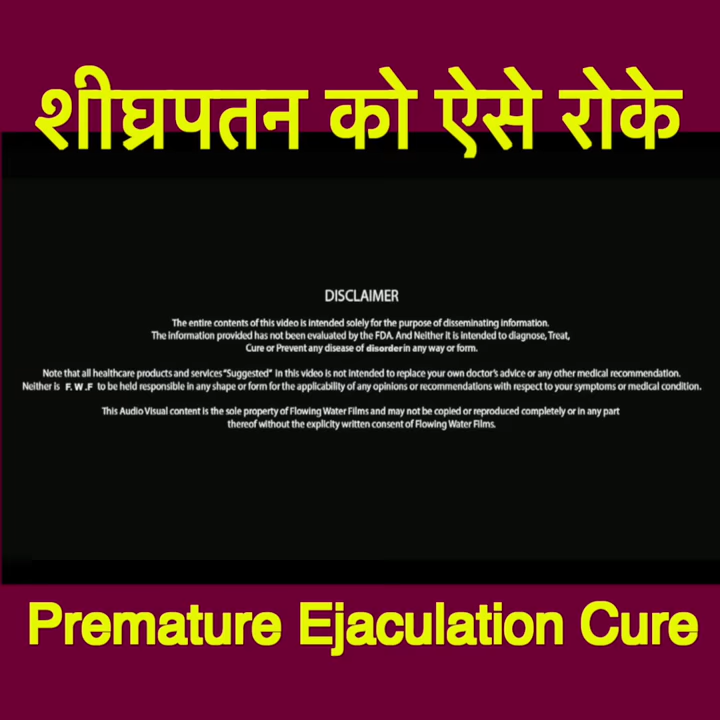 शीघ्रपतन को ऐसे रोके
DISCLAIMER
The entire contents of this video is intended solely for the purpose of disseminating information.
The information provided has not been evaluated by the FDA. And Neither it is intended to diagnose, Treat,
Cure or Prevent any disease of disorder in any way or form.
Note that all healthcare products and services "Suggested" in this video is not intended to replace your own doctor's advice or any other medical recommendation.
Neither is F. W .F to be held responsible in any shape or form for the applicability of any opinions or recommendations with respect to your symptoms or medical condition.
This Audio Visual content is the sole property of Flowing Water Films and may not be copied or reproduced completely or in any part
thereof without the explicity written consent of Flowing Water Films.
Premature Ejaculation Cure